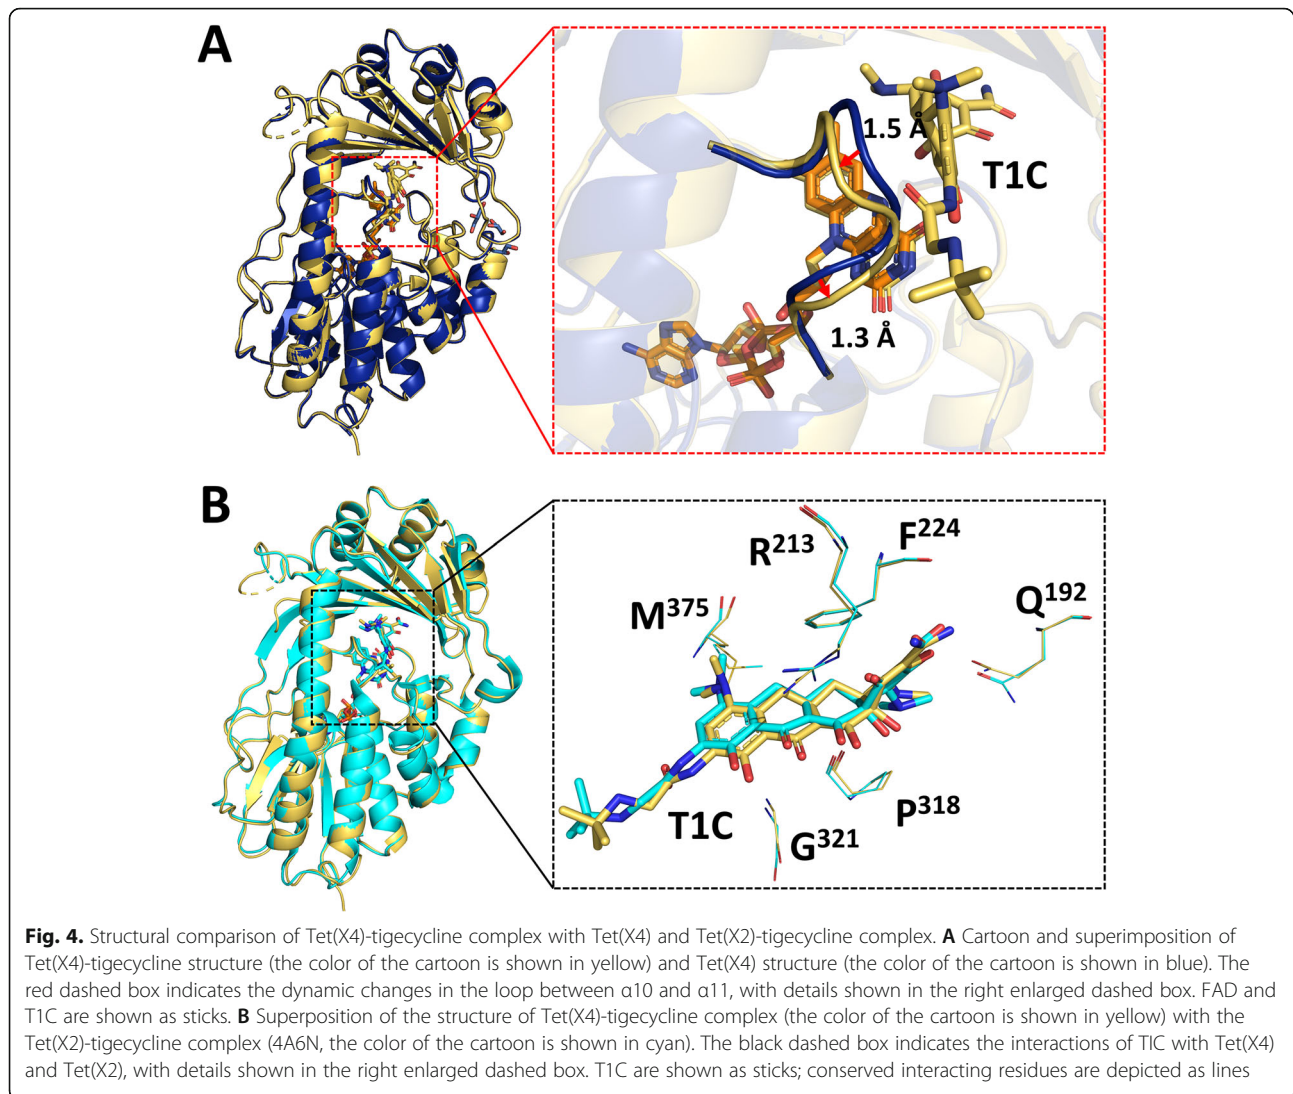 A
1.5 Å
T1C
1.3 Å
B
R213
F224
M375
Q192
T1C
P318
G321
Fig. 4. Structural comparison of Tet(X4)-tigecycline complex with Tet(X4) and Tet(X2)-tigecycline complex. A Cartoon and superimposition of
Tet(X4)-tigecycline structure (the color of the cartoon is shown in yellow) and Tet(X4) structure (the color of the cartoon is shown in blue). The
red dashed box indicates the dynamic changes in the loop between α10 and α11, with details shown in the right enlarged dashed box. FAD and
T1C are shown as sticks. B Superposition of the structure of Tet(X4)-tigecycline complex (the color of the cartoon is shown in yellow) with the
Tet(X2)-tigecycline complex (4A6N, the color of the cartoon is shown in cyan). The black dashed box indicates the interactions of TIC with Tet(X4)
and Tet(X2), with details shown in the right enlarged dashed box. T1C are shown as sticks; conserved interacting residues are depicted as lines